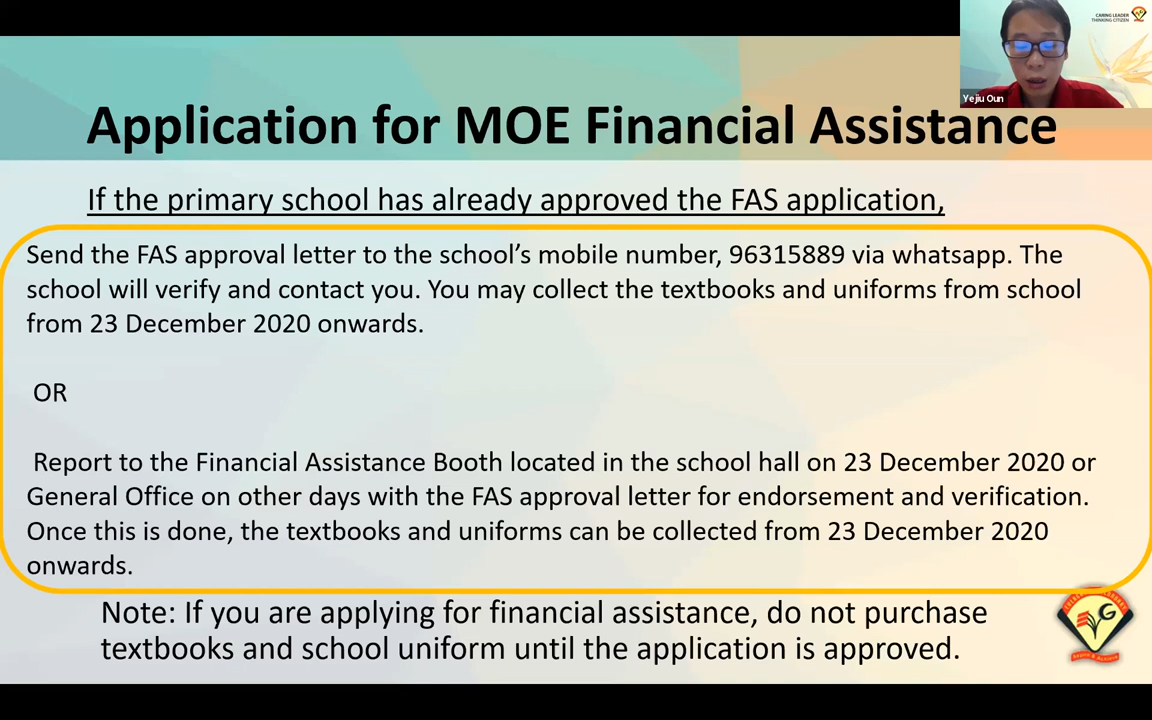 CARING LEADER
THINKING CITIZEN
Yejiu Oun
Application for MOE Financial Assistance
If the primary school has already approved the FAS application,
Send the FAS approval letter to the school’s mobile number, 96315889 via whatsapp. The
school will verify and contact you. You may collect the textbooks and uniforms from school
from 23 December 2020 onwards.
OR
Report to the Financial Assistance Booth located in the school hall on 23 December 2020 or
General Office on other days with the FAS approval letter for endorsement and verification.
Once this is done, the textbooks and uniforms can be collected from 23 December 2020
onwards.
Note: If you are applying for financial assistance, do not purchase
textbooks and school uniform until the application is approved.